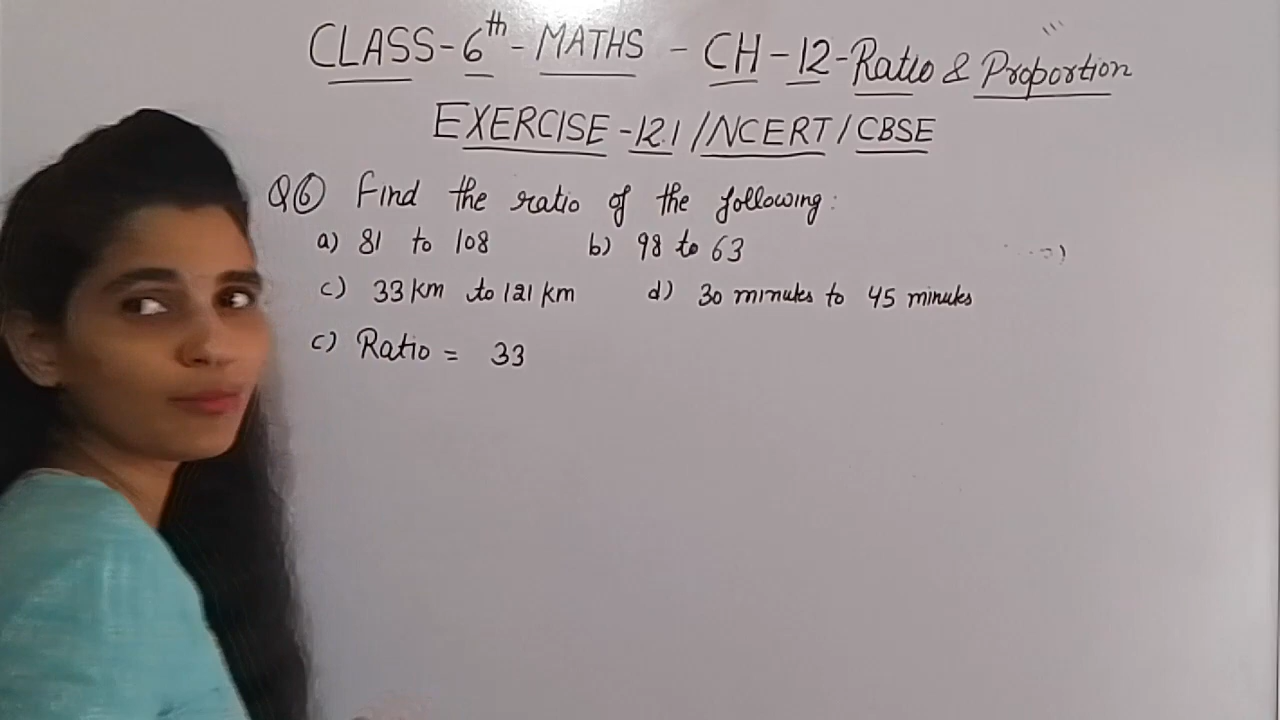 CLASS-6th-MATHS - CH-12-Ratio & Proportion
EXERCISE-12.1/NCERT/CBSE
Q6 Find the ratio of the following:
a) 81 to 108 b) 98 to 63
c) 33 km to 121 km d) 30 minutes to 45 minutes
c) Ratio = 33